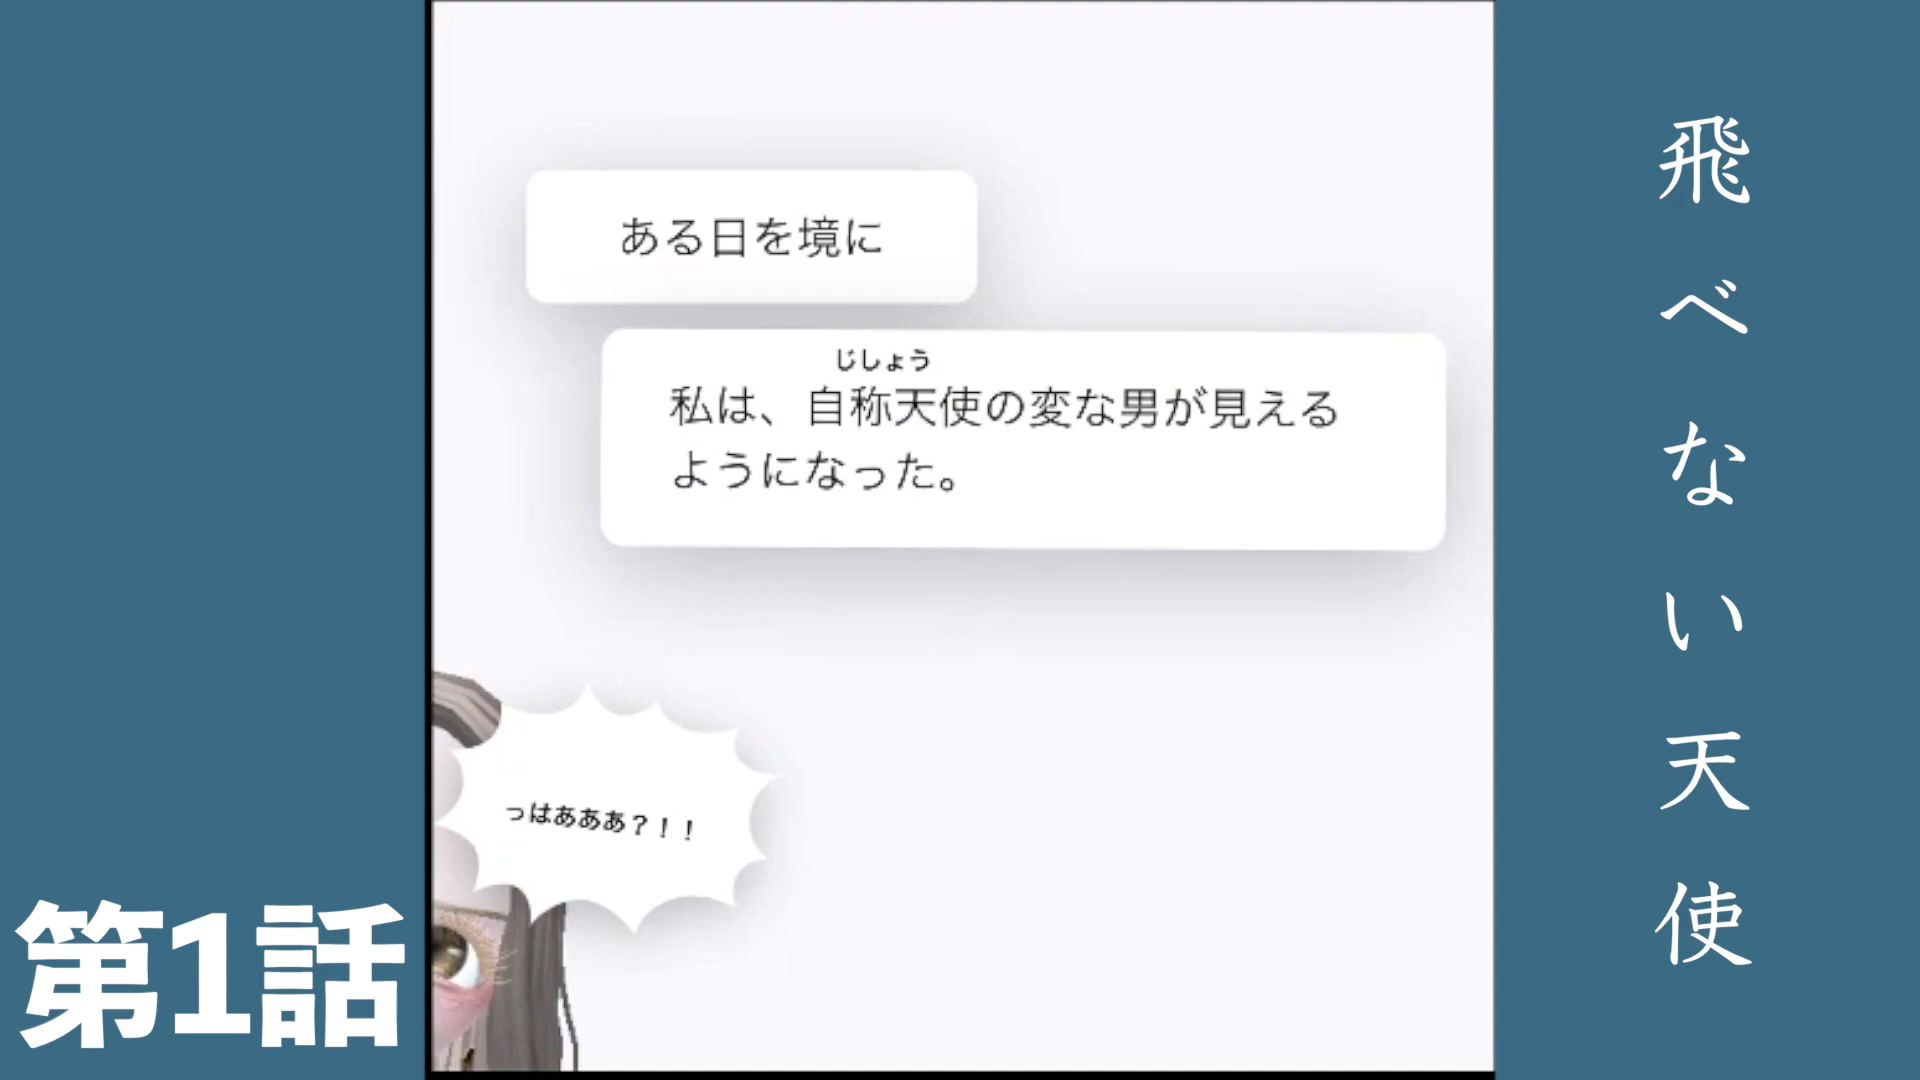 飛べない天使
ある日を境に
じしょう
私は、自称天使の変な男が見える
ようになった。
っはあああ？！！
第1話